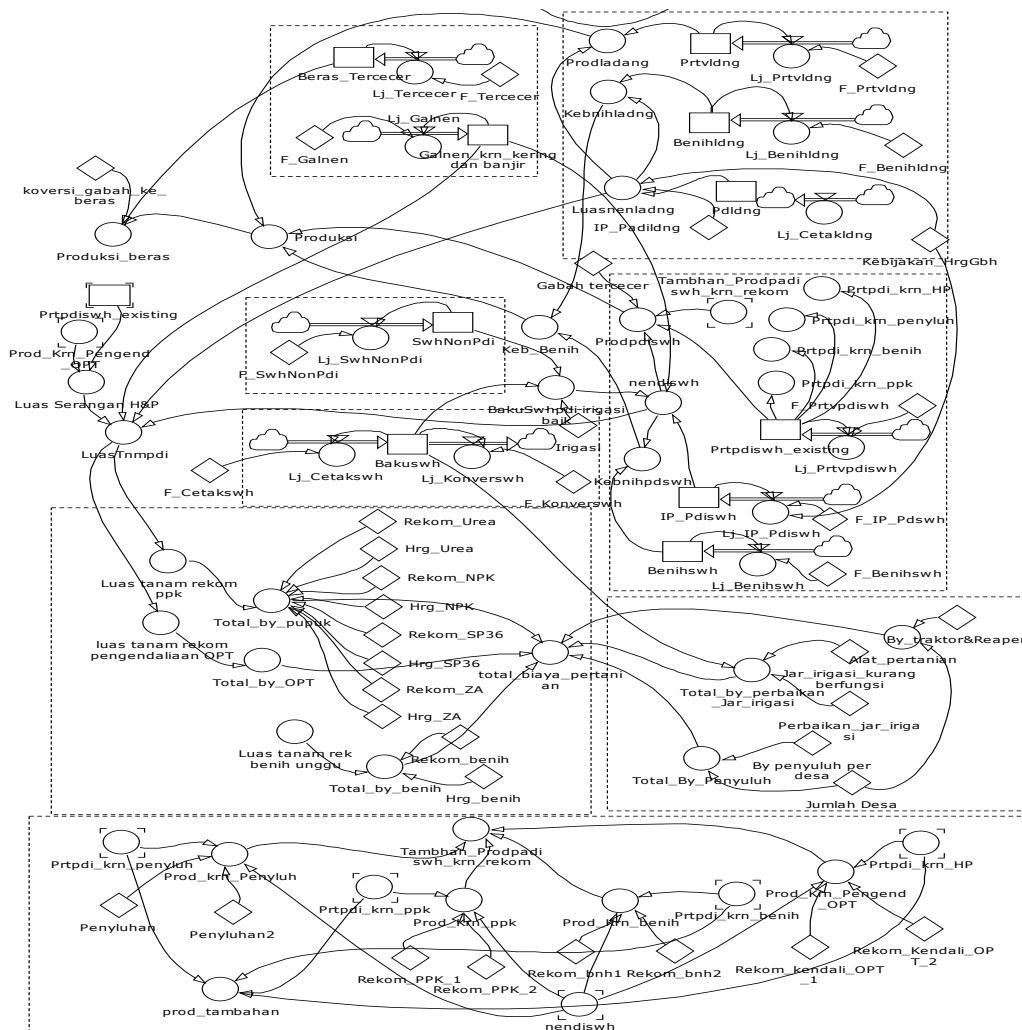 Prodladang
Prtvldng
Lj_Prtvldng
F_Prtvldng
Beras_Tercecer
Lj_Tercecer
F_Tercecer
Kebnihladng
Benihldng
Lj_Benihldng
F_Benihldng
Lj_Galnen
F_Galnen
Galnen_krn_kering
dan banjir
koversi_gabah_ke_
beras
Luasnenladng
Pdldng
IP_Padildng
Lj_Cetakldng
Kebijakan_HrgGbh
Produksi_beras
Produksi
Gabah tercecer
Tambhan_Prodpadi
swh_krn_rekom
Prtpdi_krn_HP
Prtpdiswh_existing
Prtpdi_krn_penyluh
Prod_Krn_Pengend
_OPT
SwhNonPdi
Lj_SwhNonPdi
F_SwhNonPdi
Keb_Benih
Prodpdiswh
Prtpdi_krn_benih
Luas Serangan H&P
nendiswh
Prtpdi_krn_ppk
BakuSwhpdi irigasi
baik
F_Prtvpdiswh
Irigasi
LuasTnmpdi
Prtpdiswh_existing
Lj_Prtvpdiswh
Lj_Cetakswh
Bakuswh
Lj_Konverswh
Kebnihpdswh
F_Cetakswh
F_Konverswh
IP_Pdiswh
Lj_IP_Pdiswh
F_IP_Pdswh
Benihswh
Lj_Benihswh
F_Benihswh
Rekom_Urea
Hrg_Urea
Luas tanam rekom
ppk
Rekom_NPK
Total_by_pupuk
Hrg_NPK
Rekom_SP36
luas tanam rekom
pengendaliaan OPT
Hrg_SP36
Total_by_OPT
Rekom_ZA
Hrg_ZA
total_biaya_pertani
an
By_traktor&Reaper
Alat_pertanian
Jar_irigasi_kurang
berfungsi
Total_by_perbaikan
_Jar_irigasi
Perbaikan_jar_iriga
si
Luas tanam rek
benih unggu
Rekom_benih
Total_by_benih
Hrg_benih
Total_By_Penyuluh
By penyuluh per
desa
Jumlah Desa
Prtpdi_krn_penyluh
Prod_krn_Penyluh
Tambhan_Prodpadi
swh_krn_rekom
Prtpdi_krn_HP
Prtpdi_krn_ppk
Prod_Krn_ppk
Prod_Krn_benih
Prtpdi_krn_benih
Prod_Krn_Pengend
_OPT
Penyluhan
Penyluhan2
Rekom_PPK_1
Rekom_PPK_2
Rekom_bnh1
Rekom_bnh2
Rekom_kendali_OPT
_1
Rekom_Kendali_OP
T_2
prod_tambahan
nendiswh